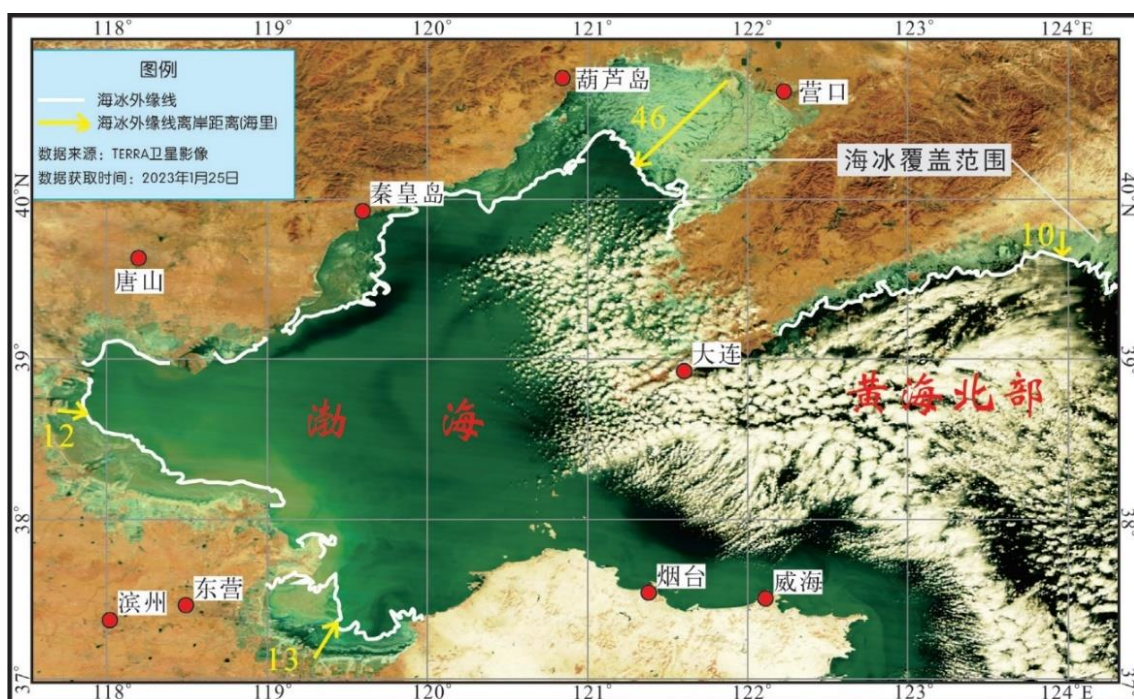 118°
119°
120°
121°
122°
123°
124°
图例
海冰外缘线
海冰外缘线离岸距离(海里)
数据来源：TERRA卫星影像
数据获取时间：2023年1月25日
葫芦岛
营口
46
海冰覆盖范围
40°N
40°N
秦皇岛
10
唐山
39°
39°
大连
渤海
黄海北部
12
38°
38°
烟台
威海
东营
滨州
13
37°
37°
118°
119°
120°
121°
122°
123°
124°